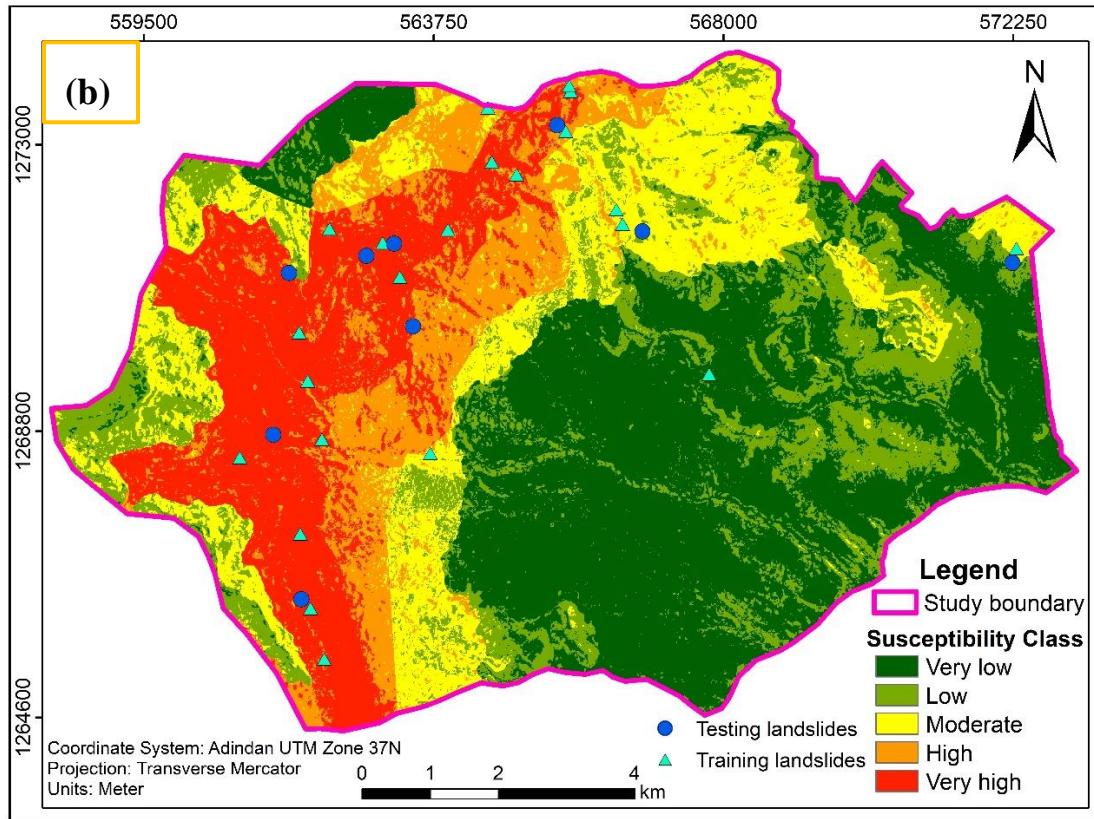 559500 563750 568000 572250
(b)
N
1273000
1268800
1264600
Legend
Study boundary
Susceptibility Class
Very low
Low
Moderate
High
Very high
Testing landslides
Training landslides
Coordinate System: Adindan UTM Zone 37N
Projection: Transverse Mercator
Units: Meter
0 1 2 4
km